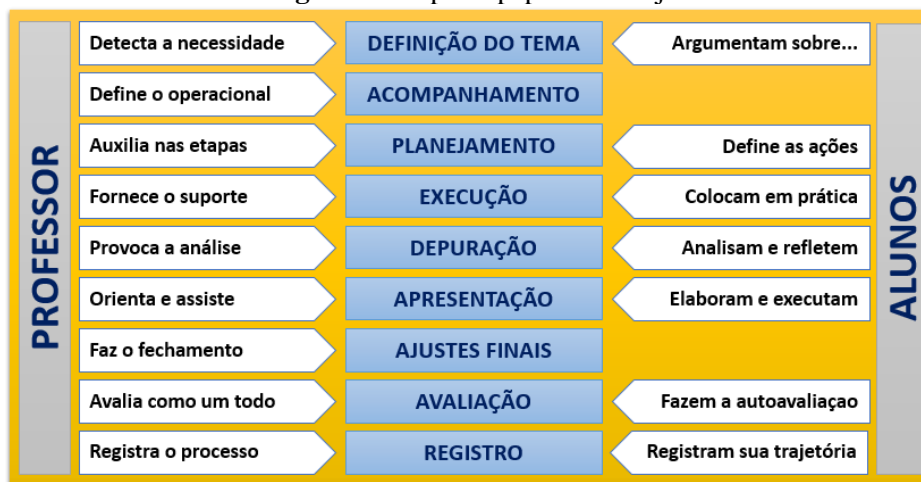 PROFESSOR
Detecta a necessidade
DEFINIÇÃO DO TEMA
Argumentam sobre...
Define o operacional
ACOMPANHAMENTO
Auxilia nas etapas
PLANEJAMENTO
Define as ações
Fornece o suporte
EXECUÇÃO
Colocam em prática
Provoca a análise
DEPURAÇÃO
Analisam e refletem
Orienta e assiste
APRESENTAÇÃO
Elaboram e executam
Faz o fechamento
AJUSTES FINAIS
Avalia como um todo
AVALIAÇÃO
Fazem a autoavaliaçao
Registra o processo
REGISTRO
Registram sua trajetória
ALUNOS